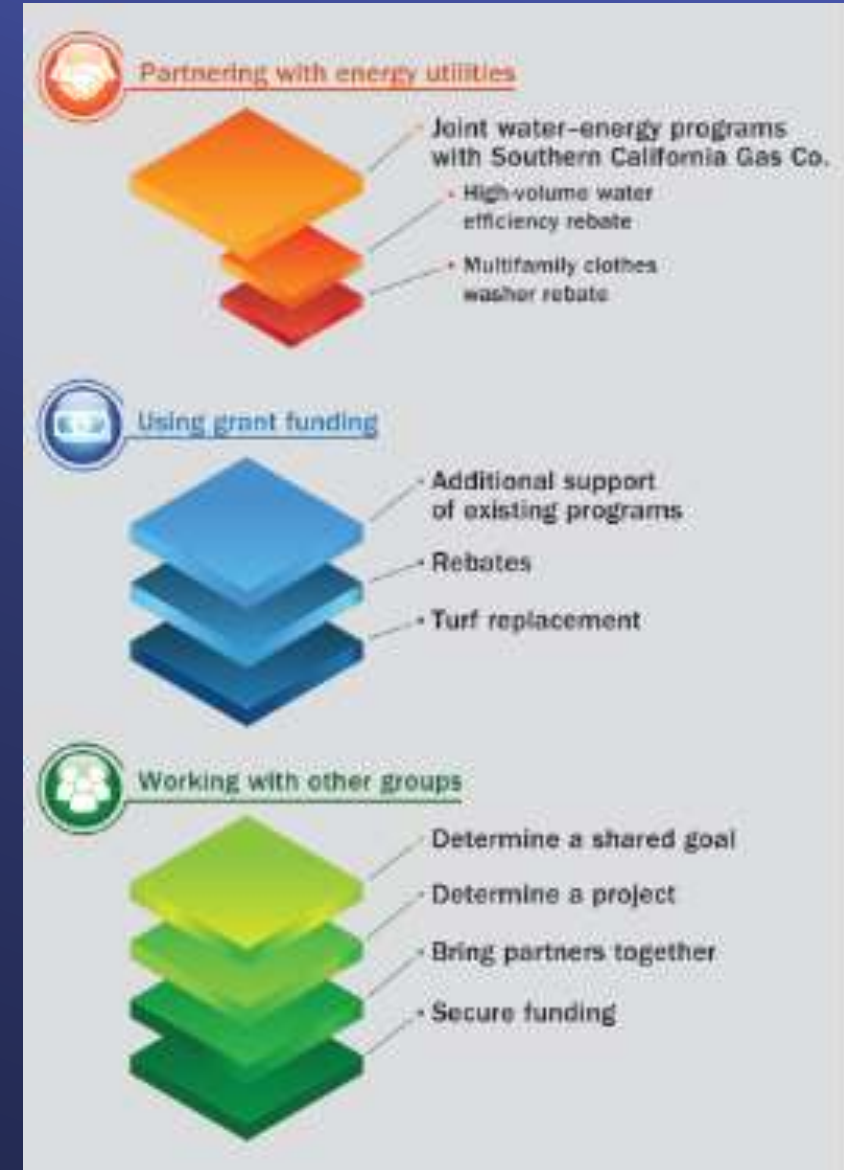 Partnering with energy utilities
• Joint water–energy programs
with Southern California Gas Co.
• High-volume water
efficiency rebate
• Multifamily clothes
washer rebate
Using grant funding
• Additional support
of existing programs
• Rebates
• Turf replacement
Working with other groups
• Determine a shared goal
• Determine a project
• Bring partners together
• Secure funding